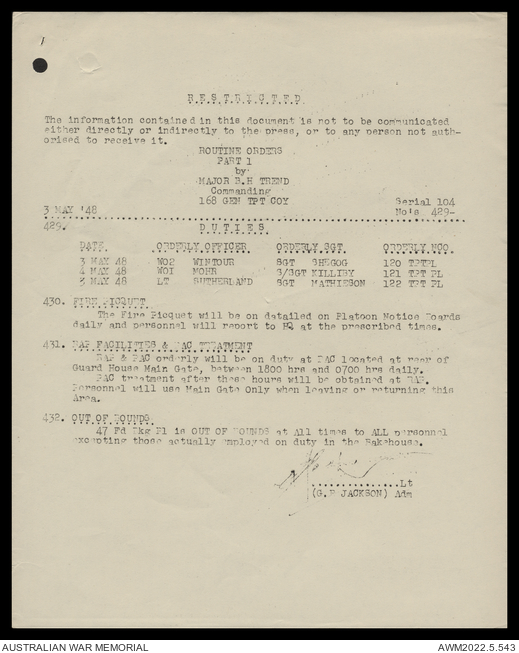 1
R.E.S.T.R.I.C.T.E.D.
The information contained in this document is not to be communicated
either directly or indirectly to the press, or to any person not auth-
orised to receive it.
ROUTINE ORDERS
PART 1
by
MAJOR B.H TREND
Commanding
168 GEN TPT COY
Serial 104
3 MAY '48
No's 429-
429.
D U T I E S
DATE ORDERLY OFFICER ORDERLY SGT ORDERLY NCO
3 MAY 48 WO2 WINTOUR SGT SHEGOG 120 TPTPL
4 MAY 48 WO1 MOHR S/SGT KILLIBY 121 TPT PL
5 MAY 48 LT SUTHERLAND SGT MATHIESON 122 TPT PL
430. FIRE PICQUET
The Fire Picquet will be on datailed on Platoon Notice Boards
daily and personnel will report to HQ at the prescribed times.
431. RAP FACILITIES & PAC TREATMENT
RAP & PAC orderly will be on duty at PAC located at rear of
Guard House Main Gate, between 1800 hrs and 0700 hrs daily.
PAC treatment after these hours will be obtained at RAP.
Personnel will use Main Gate Only when leaving or returning this
Area.
432. OUT OF BOUNDS
47 Fd Bkg Pl is OUT OF BOUNDS at All times to ALL personnel
excepting those actually employed on duty in the Bakehouse.
................Lt
(G.P JACKSON) Adm
AUSTRALIAN WAR MEMORIAL
AWM2022.5.543